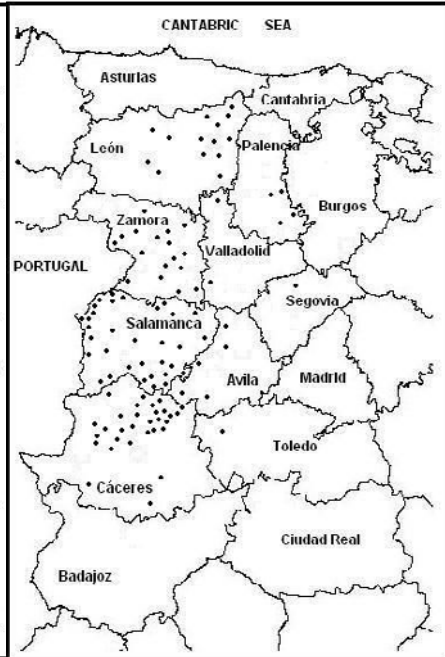 CANTABRIC SEA
Asturias
Cantabria
León
Palencia
Burgos
Zamora
Valladolid
PORTUGAL
Segovia
Salamanca
Avila
Madrid
Toledo
Cáceres
Ciudad Real
Badajoz